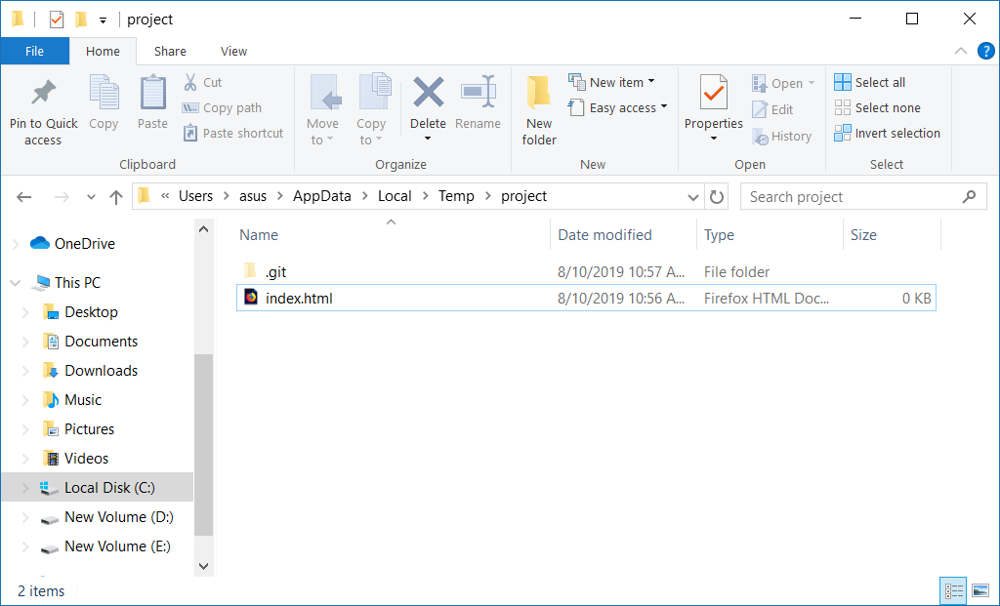 project
File Home Share View
Pin to Quick access
Copy
Paste
Cut
Copy path
Paste shortcut
Clipboard
Move to
Copy to
Delete
Rename
Organize
New folder
New item
Easy access
New
Properties
Open
Edit
History
Open
Select all
Select none
Invert selection
Select
« Users > asus > AppData > Local > Temp > project
Search project
OneDrive
This PC
Desktop
Documents
Downloads
Music
Pictures
Videos
Local Disk (C:)
New Volume (D:)
New Volume (E:)
Name Date modified Type Size
.git 8/10/2019 10:57 A... File folder
index.html 8/10/2019 10:56 A... Firefox HTML Doc... 0 KB
2 items